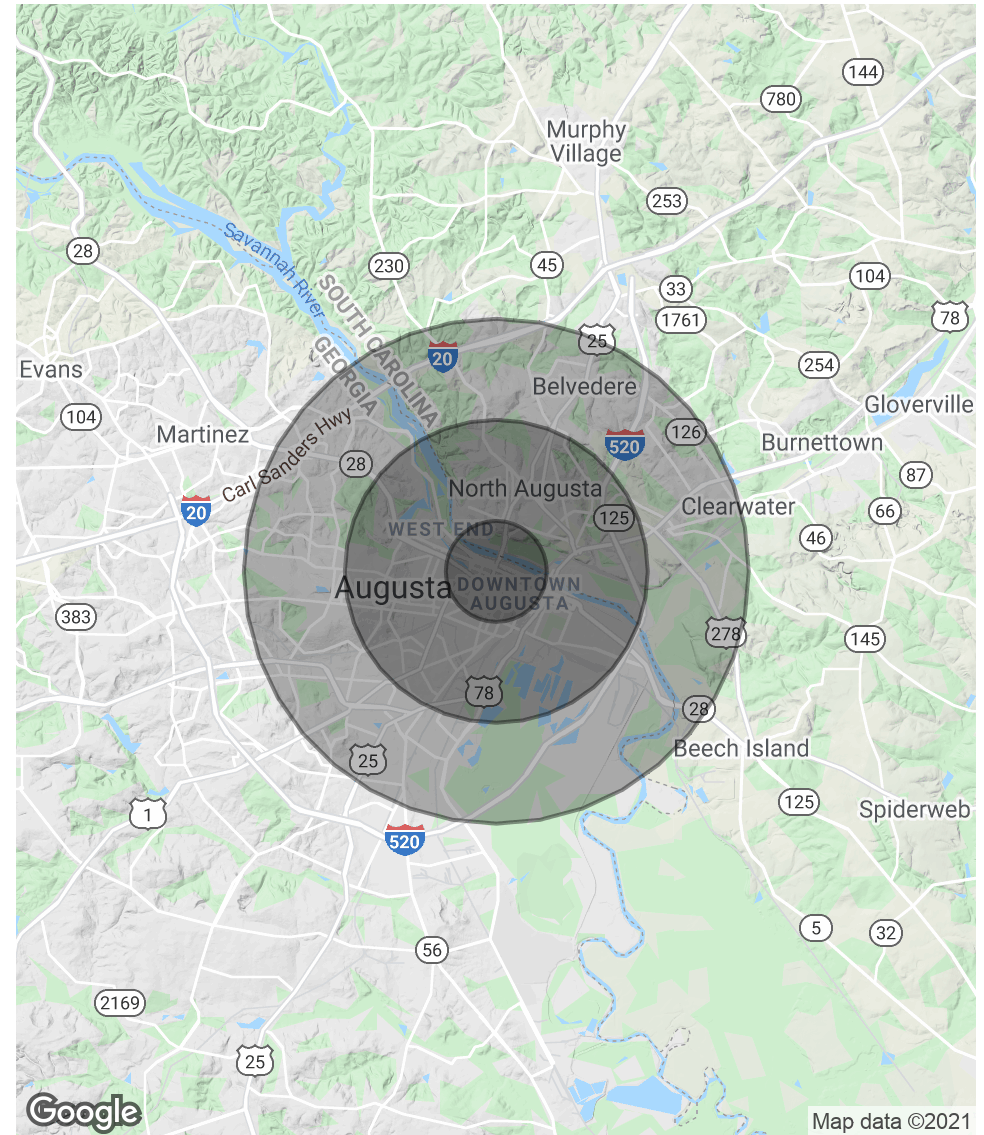 144
780
Murphy
Village
253
28
Savannah River
230
45
104
33
1761
78
SOUTH CAROLINA
GEORGIA
25
20
254
Evans
Belvedere
Gloverville
104
Carl Sanders Hwy
Martinez
126
Burnettown
520
28
87
North Augusta
20
Clearwater
66
125
WEST END
46
Augusta
DOWNTOWN
AUGUSTA
383
278
145
78
28
Beech Island
25
125
1
Spiderweb
520
5
32
56
2169
25
Google
Map data ©2021